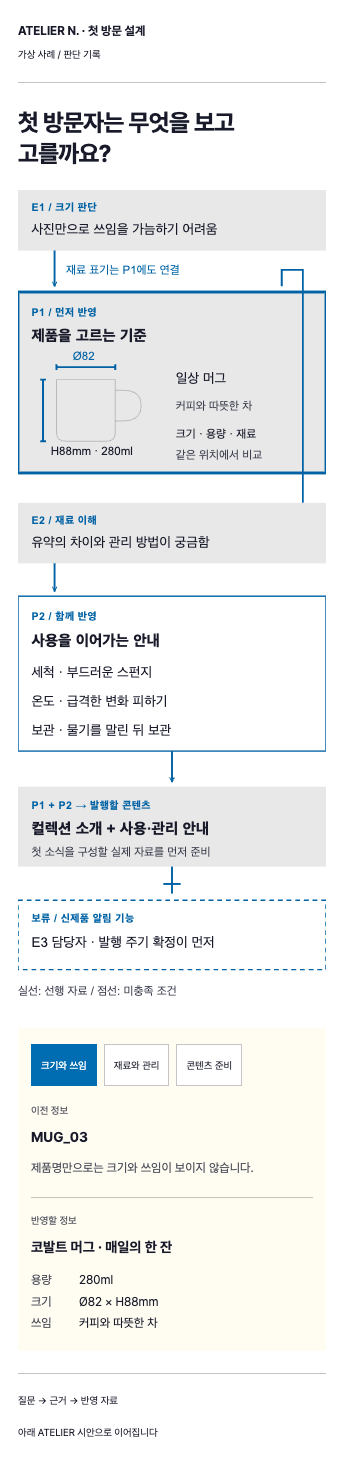 ATELIER N. · 첫 방문 설계
가상 사례 / 판단 기록
첫 방문자는 무엇을 보고
고를까요?
E1 / 크기 판단
사진만으로 쓰임을 가늠하기 어려움
재료 표기는 P1에도 연결
P1 / 먼저 반영
제품을 고르는 기준
Ø82
H88mm · 280ml
일상 머그
커피와 따뜻한 차
크기 · 용량 · 재료
같은 위치에서 비교
E2 / 재료 이해
유약의 차이와 관리 방법이 궁금함
P2 / 함께 반영
사용을 이어가는 안내
세척 · 부드러운 스펀지
온도 · 급격한 변화 피하기
보관 · 물기를 말린 뒤 보관
P1 + P2 → 발행할 콘텐츠
컬렉션 소개 + 사용·관리 안내
첫 소식을 구성할 실제 자료를 먼저 준비
보류 / 신제품 알림 기능
E3 담당자 · 발행 주기 확정이 먼저
실선: 선행 자료 / 점선: 미충족 조건
크기와 쓰임 재료와 관리 콘텐츠 준비
이전 정보
MUG_03
제품명만으로는 크기와 쓰임이 보이지 않습니다.
반영할 정보
코발트 머그 · 매일의 한 잔
용량 280ml
크기 Ø82 × H88mm
쓰임 커피와 따뜻한 차
질문 → 근거 → 반영 자료
아래 ATELIER 시안으로 이어집니다